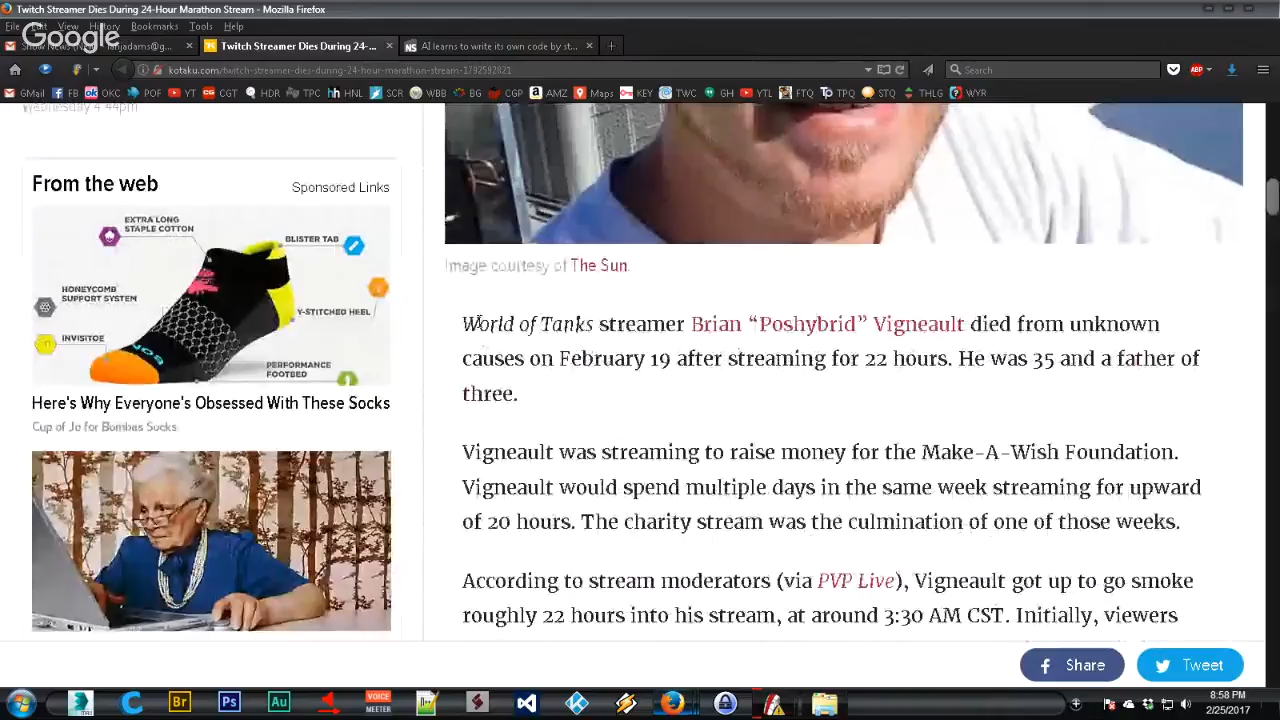 Twitch Streamer Dies During 24-Hour Marathon Stream - Mozilla Firefox
File Edit View History Bookmarks Tools Help
Google
Twitch Streamer Dies During 24-... × AI learns to write its own code by st... ×
kotaku.com/twitch-streamer-dies-during-24-hour-marathon-stream-1792592021 Search
GMail FB OKC POF YT CGT HDR TPC HNL SCR WBB BG CGP AMZ Maps KEY TWC GH YTL FTQ TPQ STQ THLG WYR
Wednesday 4:44pm
From the web Sponsored Links
EXTRA LONG
STAPLE COTTON
BLISTER TAB
HONEYCOMB
SUPPORT SYSTEM
Y-STITCHED HEEL
INVISITOE
PERFORMANCE
FOOTBED
Here's Why Everyone's Obsessed With These Socks
Cup of Jo for Bombas Socks
Image courtesy of The Sun.
World of Tanks streamer Brian “Poshybrid” Vigneault died from unknown
causes on February 19 after streaming for 22 hours. He was 35 and a father of
three.
Vigneault was streaming to raise money for the Make-A-Wish Foundation.
Vigneault would spend multiple days in the same week streaming for upward
of 20 hours. The charity stream was the culmination of one of those weeks.
According to stream moderators (via PVP Live), Vigneault got up to go smoke
roughly 22 hours into his stream, at around 3:30 AM CST. Initially, viewers
Share Tweet
Br Ps Au VOICE
MEETER
8:58 PM
2/25/2017